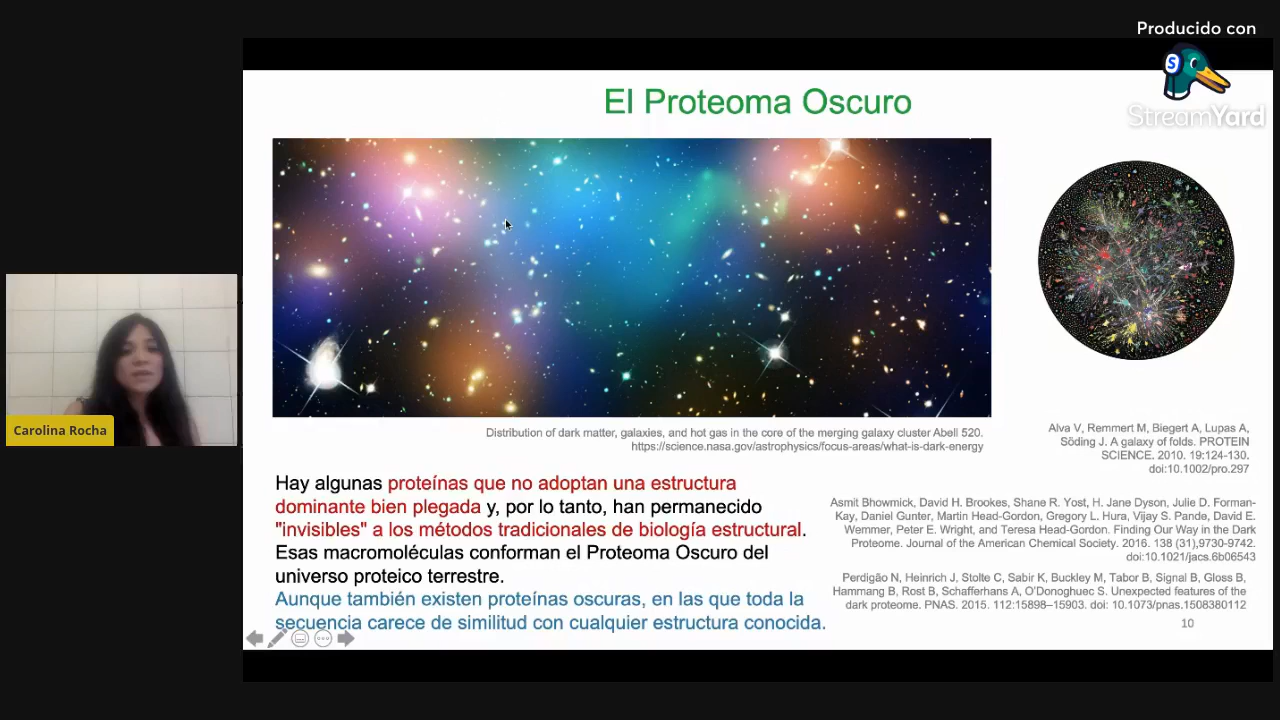 Producido con
StreamYard
El Proteoma Oscuro
Distribution of dark matter, galaxies, and hot gas in the core of the merging galaxy cluster Abell 520.
https://science.nasa.gov/astrophysics/focus-areas/what-is-dark-energy
Alva V, Remmert M, Biegert A, Lupas A,
Söding J. A galaxy of folds. PROTEIN
SCIENCE. 2010. 19:124-130.
doi:10.1002/pro.297
Carolina Rocha
Hay algunas proteínas que no adoptan una estructura
dominante bien plegada y, por lo tanto, han permanecido
"invisibles" a los métodos tradicionales de biología estructural.
Esas macromoléculas conforman el Proteoma Oscuro del
universo proteico terrestre.
Aunque también existen proteínas oscuras, en las que toda la
secuencia carece de similitud con cualquier estructura conocida.
Asmit Bhowmick, David H. Brookes, Shane R. Yost, H. Jane Dyson, Julie D. Forman-
Kay, Daniel Gunter, Martin Head-Gordon, Gregory L. Hura, Vijay S. Pande, David E.
Wemmer, Peter E. Wright, and Teresa Head-Gordon. Finding Our Way in the Dark
Proteome. Journal of the American Chemical Society. 2016. 138 (31),9730-9742.
doi:10.1021/jacs.6b06543
Perdigão N, Heinrich J, Stolte C, Sabir K, Buckley M, Tabor B, Signal B, Gloss B,
Hammang B, Rost B, Schafferhans A, O’Donoghuec S. Unexpected features of the
dark proteome. PNAS. 2015. 112:15898–15903. doi: 10.1073/pnas.1508380112
10